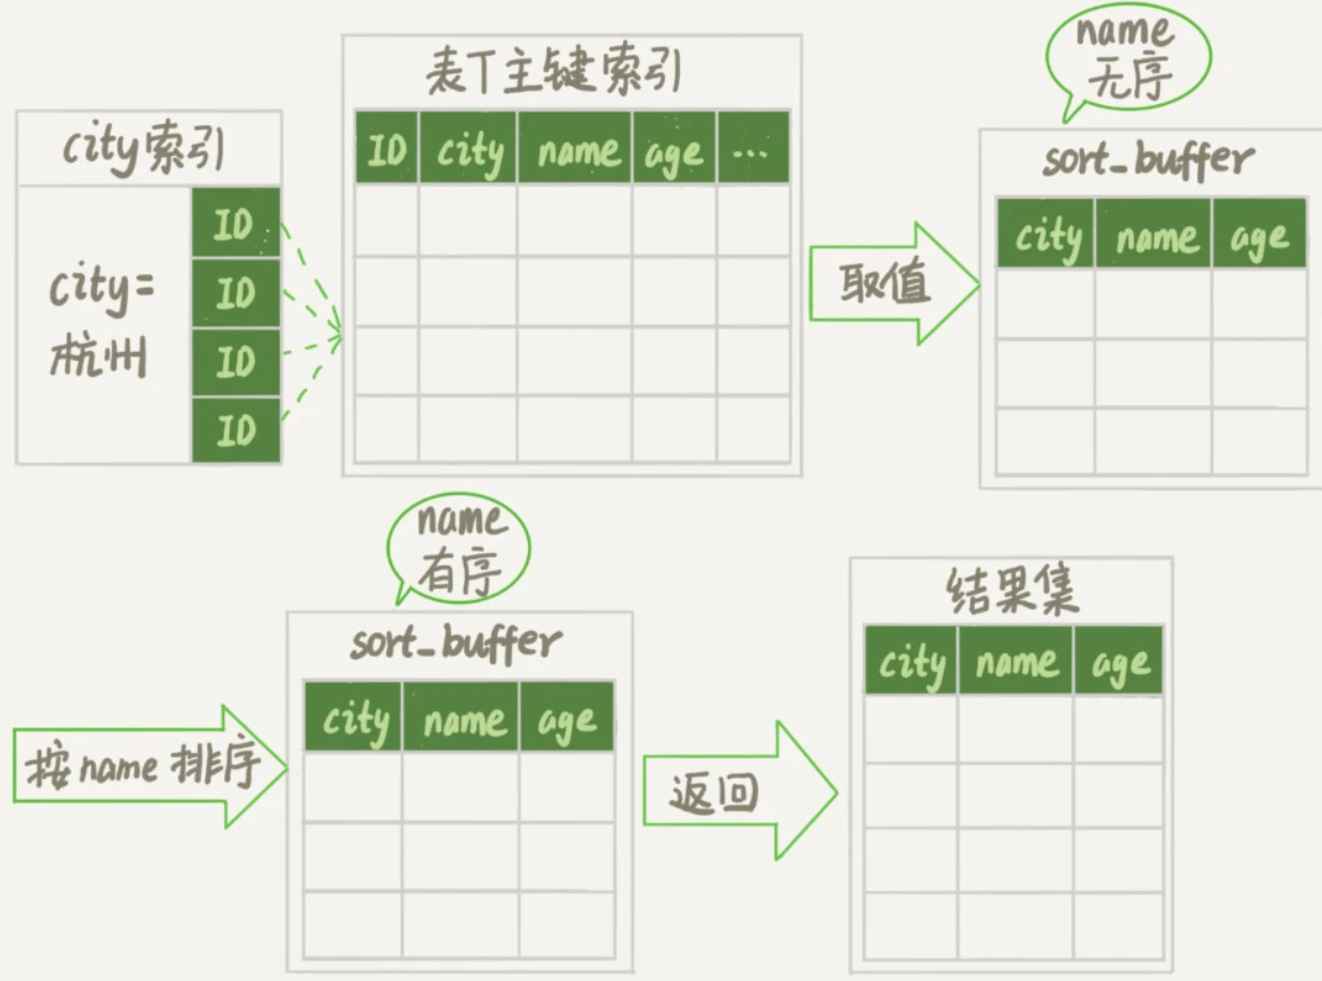 city索引
city=
杭州
ID
ID
ID
ID
表T主键索引
ID city name age ...
取值
name
无序
sort_buffer
city name age
按name排序
name
有序
sort_buffer
city name age
返回
结果集
city name age